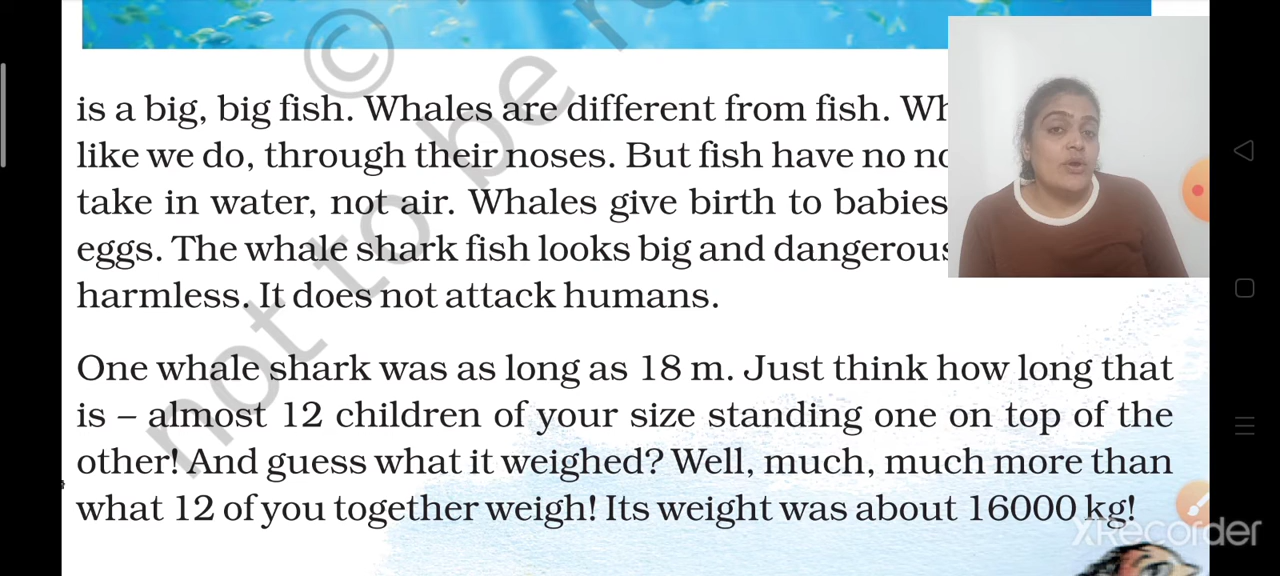 is a big, big fish. Whales are different from fish.
like we do, through their noses. But fish have no
take in water, not air. Whales give birth to babies
eggs. The whale shark fish looks big and dangerous
harmless. It does not attack humans.
One whale shark was as long as 18 m. Just think how long that
is – almost 12 children of your size standing one on top of the
other! And guess what it weighed? Well, much, much more than
what 12 of you together weigh! Its weight was about 16000 kg!
©
not to be r
XRecorder